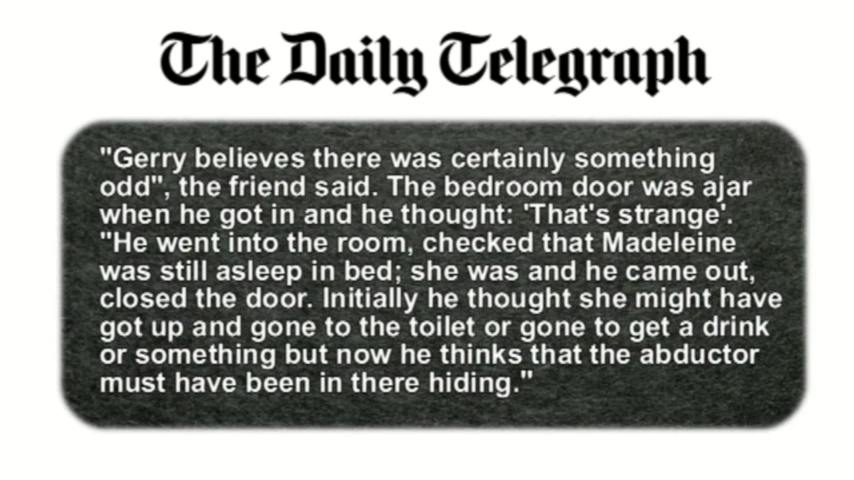 The Daily Telegraph
"Gerry believes there was certainly something
odd", the friend said. The bedroom door was ajar
when he got in and he thought: 'That's strange'.
"He went into the room, checked that Madeleine
was still asleep in bed; she was and he came out,
closed the door. Initially he thought she might have
got up and gone to the toilet or gone to get a drink
or something but now he thinks that the abductor
must have been in there hiding."